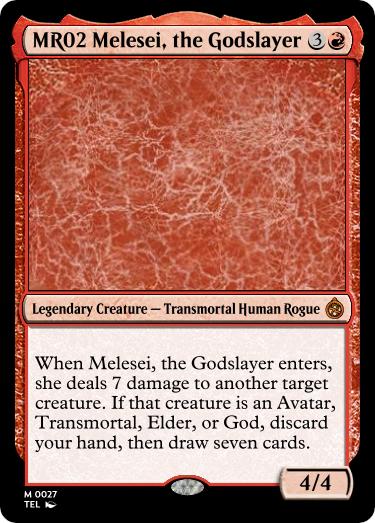 MR02 Melesei, the Godslayer 3
Legendary Creature — Transmortal Human Rogue
When Melesei, the Godslayer enters,
she deals 7 damage to another target
creature. If that creature is an Avatar,
Transmortal, Elder, or God, discard
your hand, then draw seven cards.
4/4
M 0027
TEL